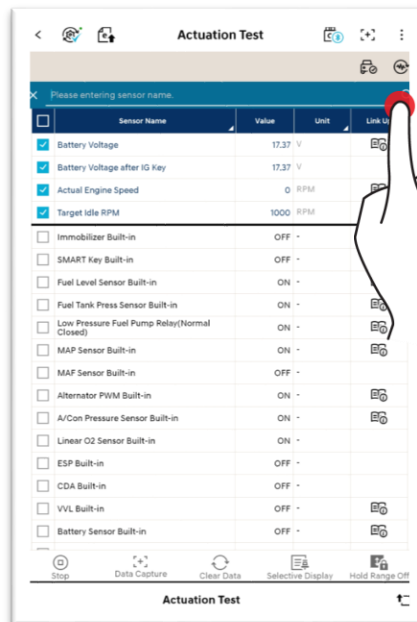 Actuation Test
Please entering sensor name.
Sensor Name Value Unit Link Up
Battery Voltage 17.37 V
Battery Voltage after IG Key 17.37 V
Actual Engine Speed 0 RPM
Target Idle RPM 1000 RPM
Immobilizer Built-in OFF -
SMART Key Built-in OFF -
Fuel Level Sensor Built-in ON -
Fuel Tank Press Sensor Built-in ON -
Low Pressure Fuel Pump Relay(Normal
Closed) ON -
MAP Sensor Built-in ON -
MAF Sensor Built-in OFF -
Alternator PWM Built-in ON -
A/Con Pressure Sensor Built-in ON -
Linear O2 Sensor Built-in ON -
ESP Built-in OFF -
CDA Built-in OFF -
VVL Built-in OFF -
Battery Sensor Built-in OFF -
Stop Data Capture Clear Data Selective Display Hold Range Off
Actuation Test